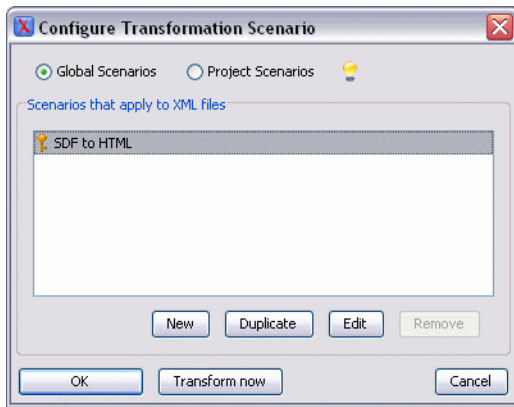 Configure Transformation Scenario
Global Scenarios Project Scenarios
Scenarios that apply to XML files
SDF to HTML
New Duplicate Edit Remove
OK Transform now Cancel